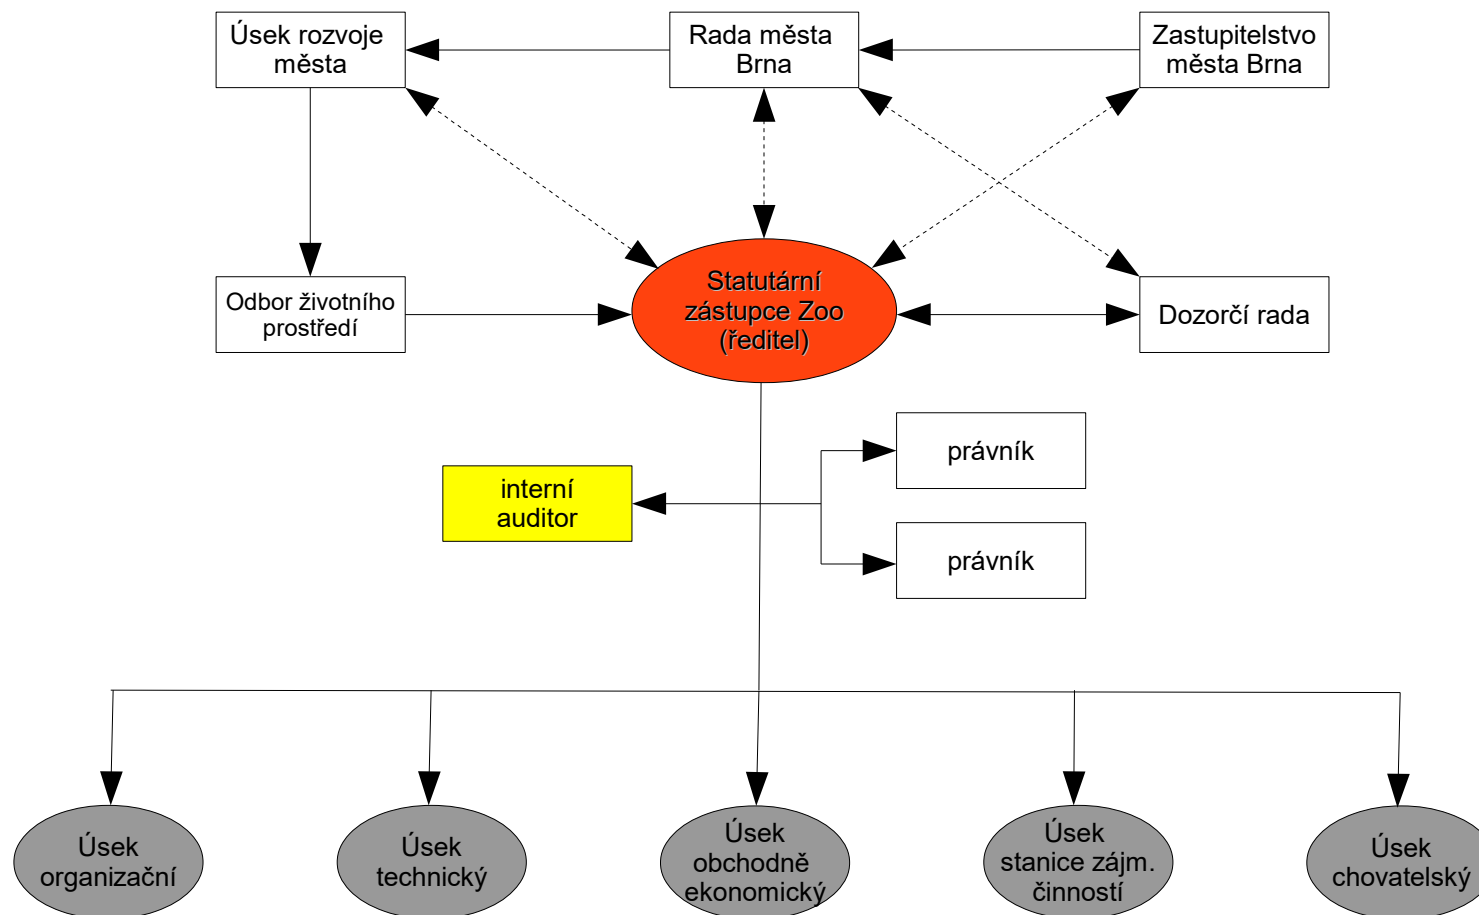 Úsek rozvoje
města
Rada města
Brna
Zastupitelstvo
města Brna
Odbor životního
prostředí
Statutární
zástupce Zoo
(ředitel)
Dozorčí rada
interní
auditor
právník
právník
Úsek
organizační
Úsek
technický
Úsek
obchodně
ekonomický
Úsek
stanice zájm.
činností
Úsek
chovatelský